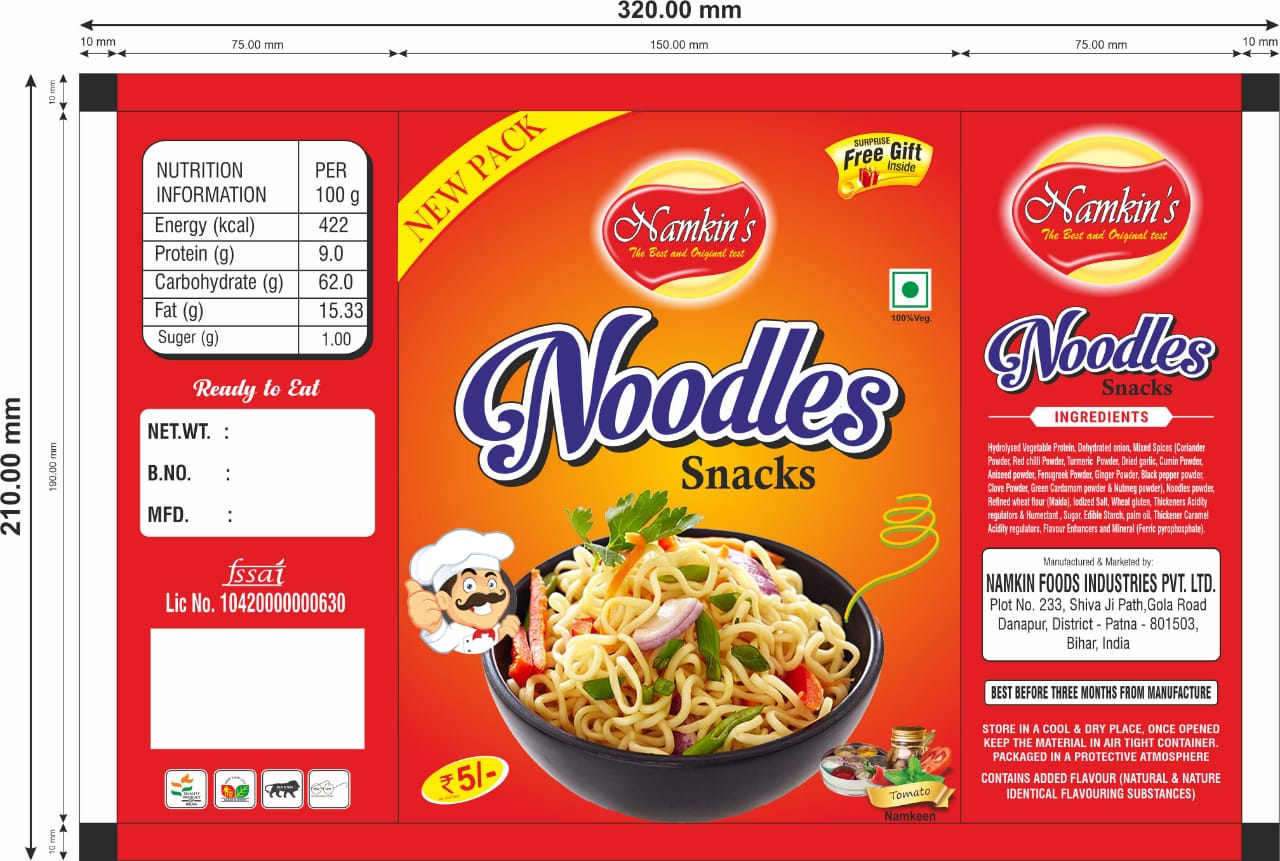 320.00 mm
10 mm
75.00 mm
150.00 mm
75.00 mm
10 mm
210.00 mm
10 mm
190.00 mm
10 mm
NUTRITION INFORMATION PER 100 g
Energy (kcal) 422
Protein (g) 9.0
Carbohydrate (g) 62.0
Fat (g) 15.33
Suger (g) 1.00
Ready to Eat
NET.WT. :
B.NO. :
MFD. :
fssai
Lic No. 10420000000630
QUALITY
PRODUCT
OF
INDIA
NEW PACK
SURPRISE
Free Gift
Inside
Namkin's
The Best and Original test
100%Veg.
Noodles
Snacks
₹5/-
Tomato
Namkeen
Namkin's
The Best and Original test
Noodles
Snacks
INGREDIENTS
Hydrolysed Vegetable Protein, Dehydrated onion, Mixed Spices (Coriander
Powder, Red chilli Powder, Turmeric Powder, Dried garlic, Cumin Powder,
Aniseed powder, Fenugreek Powder, Ginger Powder, Black pepper powder,
Clove Powder, Green Cardamom powder & Nutmeg powder), Noodles powder,
Refined wheat flour (Maida), Iodized Salt, Wheat gluten, Thickeners Acidity
regulators & Humectant , Sugar, Edible Starch, palm oil, Thickener Caramel
Acidity regulators, Flavour Enhancers and Mineral (Ferric pyrophosphate).
Manufactured & Marketed by:
NAMKIN FOODS INDUSTRIES PVT. LTD.
Plot No. 233, Shiva Ji Path,Gola Road
Danapur, District - Patna - 801503,
Bihar, India
BEST BEFORE THREE MONTHS FROM MANUFACTURE
STORE IN A COOL & DRY PLACE, ONCE OPENED
KEEP THE MATERIAL IN AIR TIGHT CONTAINER.
PACKAGED IN A PROTECTIVE ATMOSPHERE
CONTAINS ADDED FLAVOUR (NATURAL & NATURE
IDENTICAL FLAVOURING SUBSTANCES)